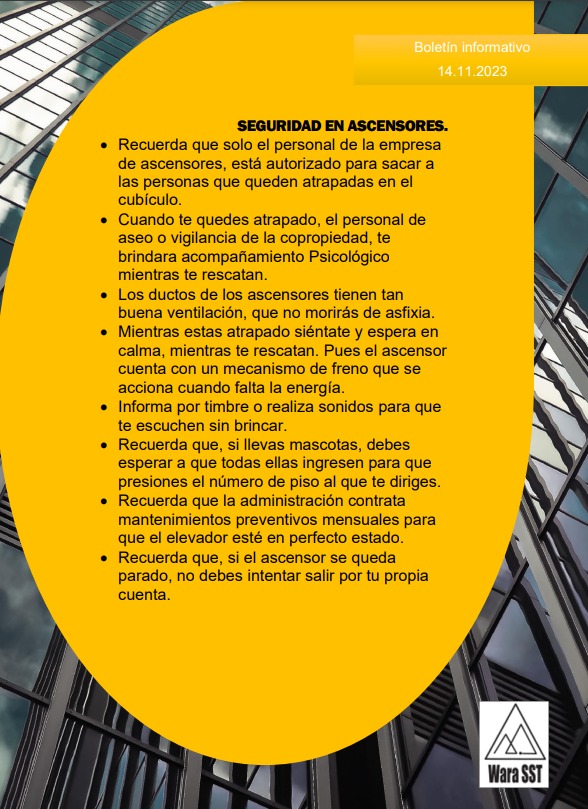 Boletín informativo
14.11.2023
SEGURIDAD EN ASCENSORES.
• Recuerda que solo el personal de la empresa
de ascensores, está autorizado para sacar a
las personas que queden atrapadas en el
cubículo.
• Cuando te quedes atrapado, el personal de
aseo o vigilancia de la copropiedad, te
brindara acompañamiento Psicológico
mientras te rescatan.
• Los ductos de los ascensores tienen tan
buena ventilación, que no morirás de asfixia.
• Mientras estas atrapado siéntate y espera en
calma, mientras te rescatan. Pues el ascensor
cuenta con un mecanismo de freno que se
acciona cuando falta la energía.
• Informa por timbre o realiza sonidos para que
te escuchen sin brincar.
• Recuerda que, si llevas mascotas, debes
esperar a que todas ellas ingresen para que
presiones el número de piso al que te diriges.
• Recuerda que la administración contrata
mantenimientos preventivos mensuales para
que el elevador esté en perfecto estado.
• Recuerda que, si el ascensor se queda
parado, no debes intentar salir por tu propia
cuenta.
Wara SST